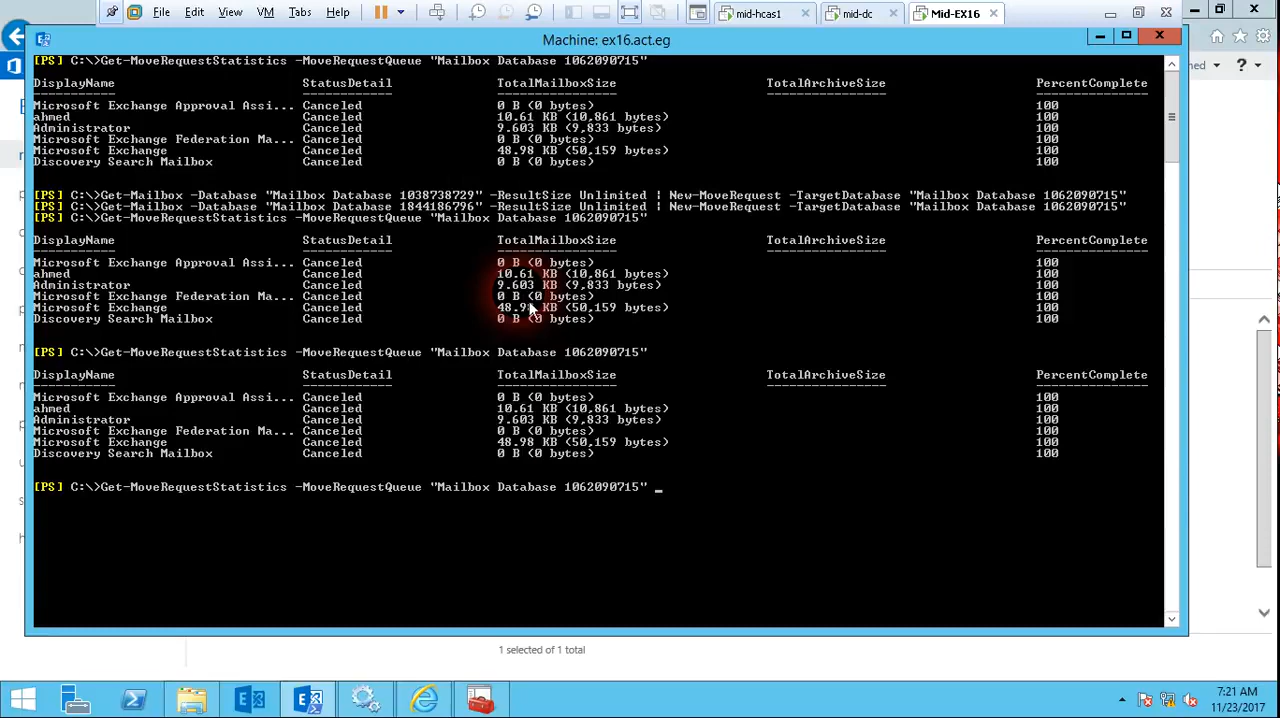 File Edit View VM Tabs Help mid-hcas1 mid-dc Mid-EX16
Machine: ex16.act.eg
[PS] C:\>Get-MoveRequestStatistics -MoveRequestQueue "Mailbox Database 1062090715"
DisplayName StatusDetail TotalMailboxSize TotalArchiveSize PercentComplete
Microsoft Exchange Approval Assi... Canceled 0 B (0 bytes) 100
ahmed Canceled 10.61 KB (10,861 bytes) 100
Administrator Canceled 9.603 KB (9,833 bytes) 100
Microsoft Exchange Federation Ma... Canceled 0 B (0 bytes) 100
Microsoft Exchange Canceled 48.98 KB (50,159 bytes) 100
Discovery Search Mailbox Canceled 0 B (0 bytes) 100
[PS] C:\>Get-Mailbox -Database "Mailbox Database 1038738729" -ResultSize Unlimited | New-MoveRequest -TargetDatabase "Mailbox Database 1062090715"
[PS] C:\>Get-Mailbox -Database "Mailbox Database 1844186796" -ResultSize Unlimited | New-MoveRequest -TargetDatabase "Mailbox Database 1062090715"
[PS] C:\>Get-MoveRequestStatistics -MoveRequestQueue "Mailbox Database 1062090715"
DisplayName StatusDetail TotalMailboxSize TotalArchiveSize PercentComplete
Microsoft Exchange Approval Assi... Canceled 0 B (0 bytes) 100
ahmed Canceled 10.61 KB (10,861 bytes) 100
Administrator Canceled 9.603 KB (9,833 bytes) 100
Microsoft Exchange Federation Ma... Canceled 0 B (0 bytes) 100
Microsoft Exchange Canceled 48.98 KB (50,159 bytes) 100
Discovery Search Mailbox Canceled 0 B (0 bytes) 100
[PS] C:\>Get-MoveRequestStatistics -MoveRequestQueue "Mailbox Database 1062090715"
DisplayName StatusDetail TotalMailboxSize TotalArchiveSize PercentComplete
Microsoft Exchange Approval Assi... Canceled 0 B (0 bytes) 100
ahmed Canceled 10.61 KB (10,861 bytes) 100
Administrator Canceled 9.603 KB (9,833 bytes) 100
Microsoft Exchange Federation Ma... Canceled 0 B (0 bytes) 100
Microsoft Exchange Canceled 48.98 KB (50,159 bytes) 100
Discovery Search Mailbox Canceled 0 B (0 bytes) 100
[PS] C:\>Get-MoveRequestStatistics -MoveRequestQueue "Mailbox Database 1062090715" _
1 selected of 1 total
7:21 AM
11/23/2017